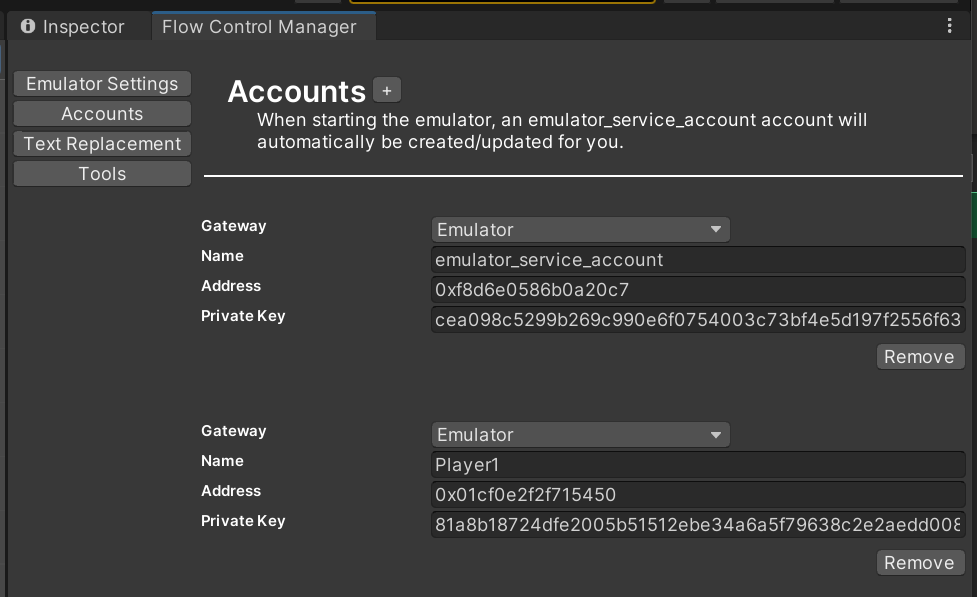 Inspector
Flow Control Manager
Emulator Settings
Accounts
Text Replacement
Tools
Accounts +
When starting the emulator, an emulator_service_account account will
automatically be created/updated for you.
Gateway Emulator
Name emulator_service_account
Address 0xf8d6e0586b0a20c7
Private Key cea098c5299b269c990e6f0754003c73bf4e5d197f2556f63
Remove
Gateway Emulator
Name Player1
Address 0x01cf0e2f2f715450
Private Key 81a8b18724dfe2005b51512ebe34a6a5f79638c2e2aedd008
Remove